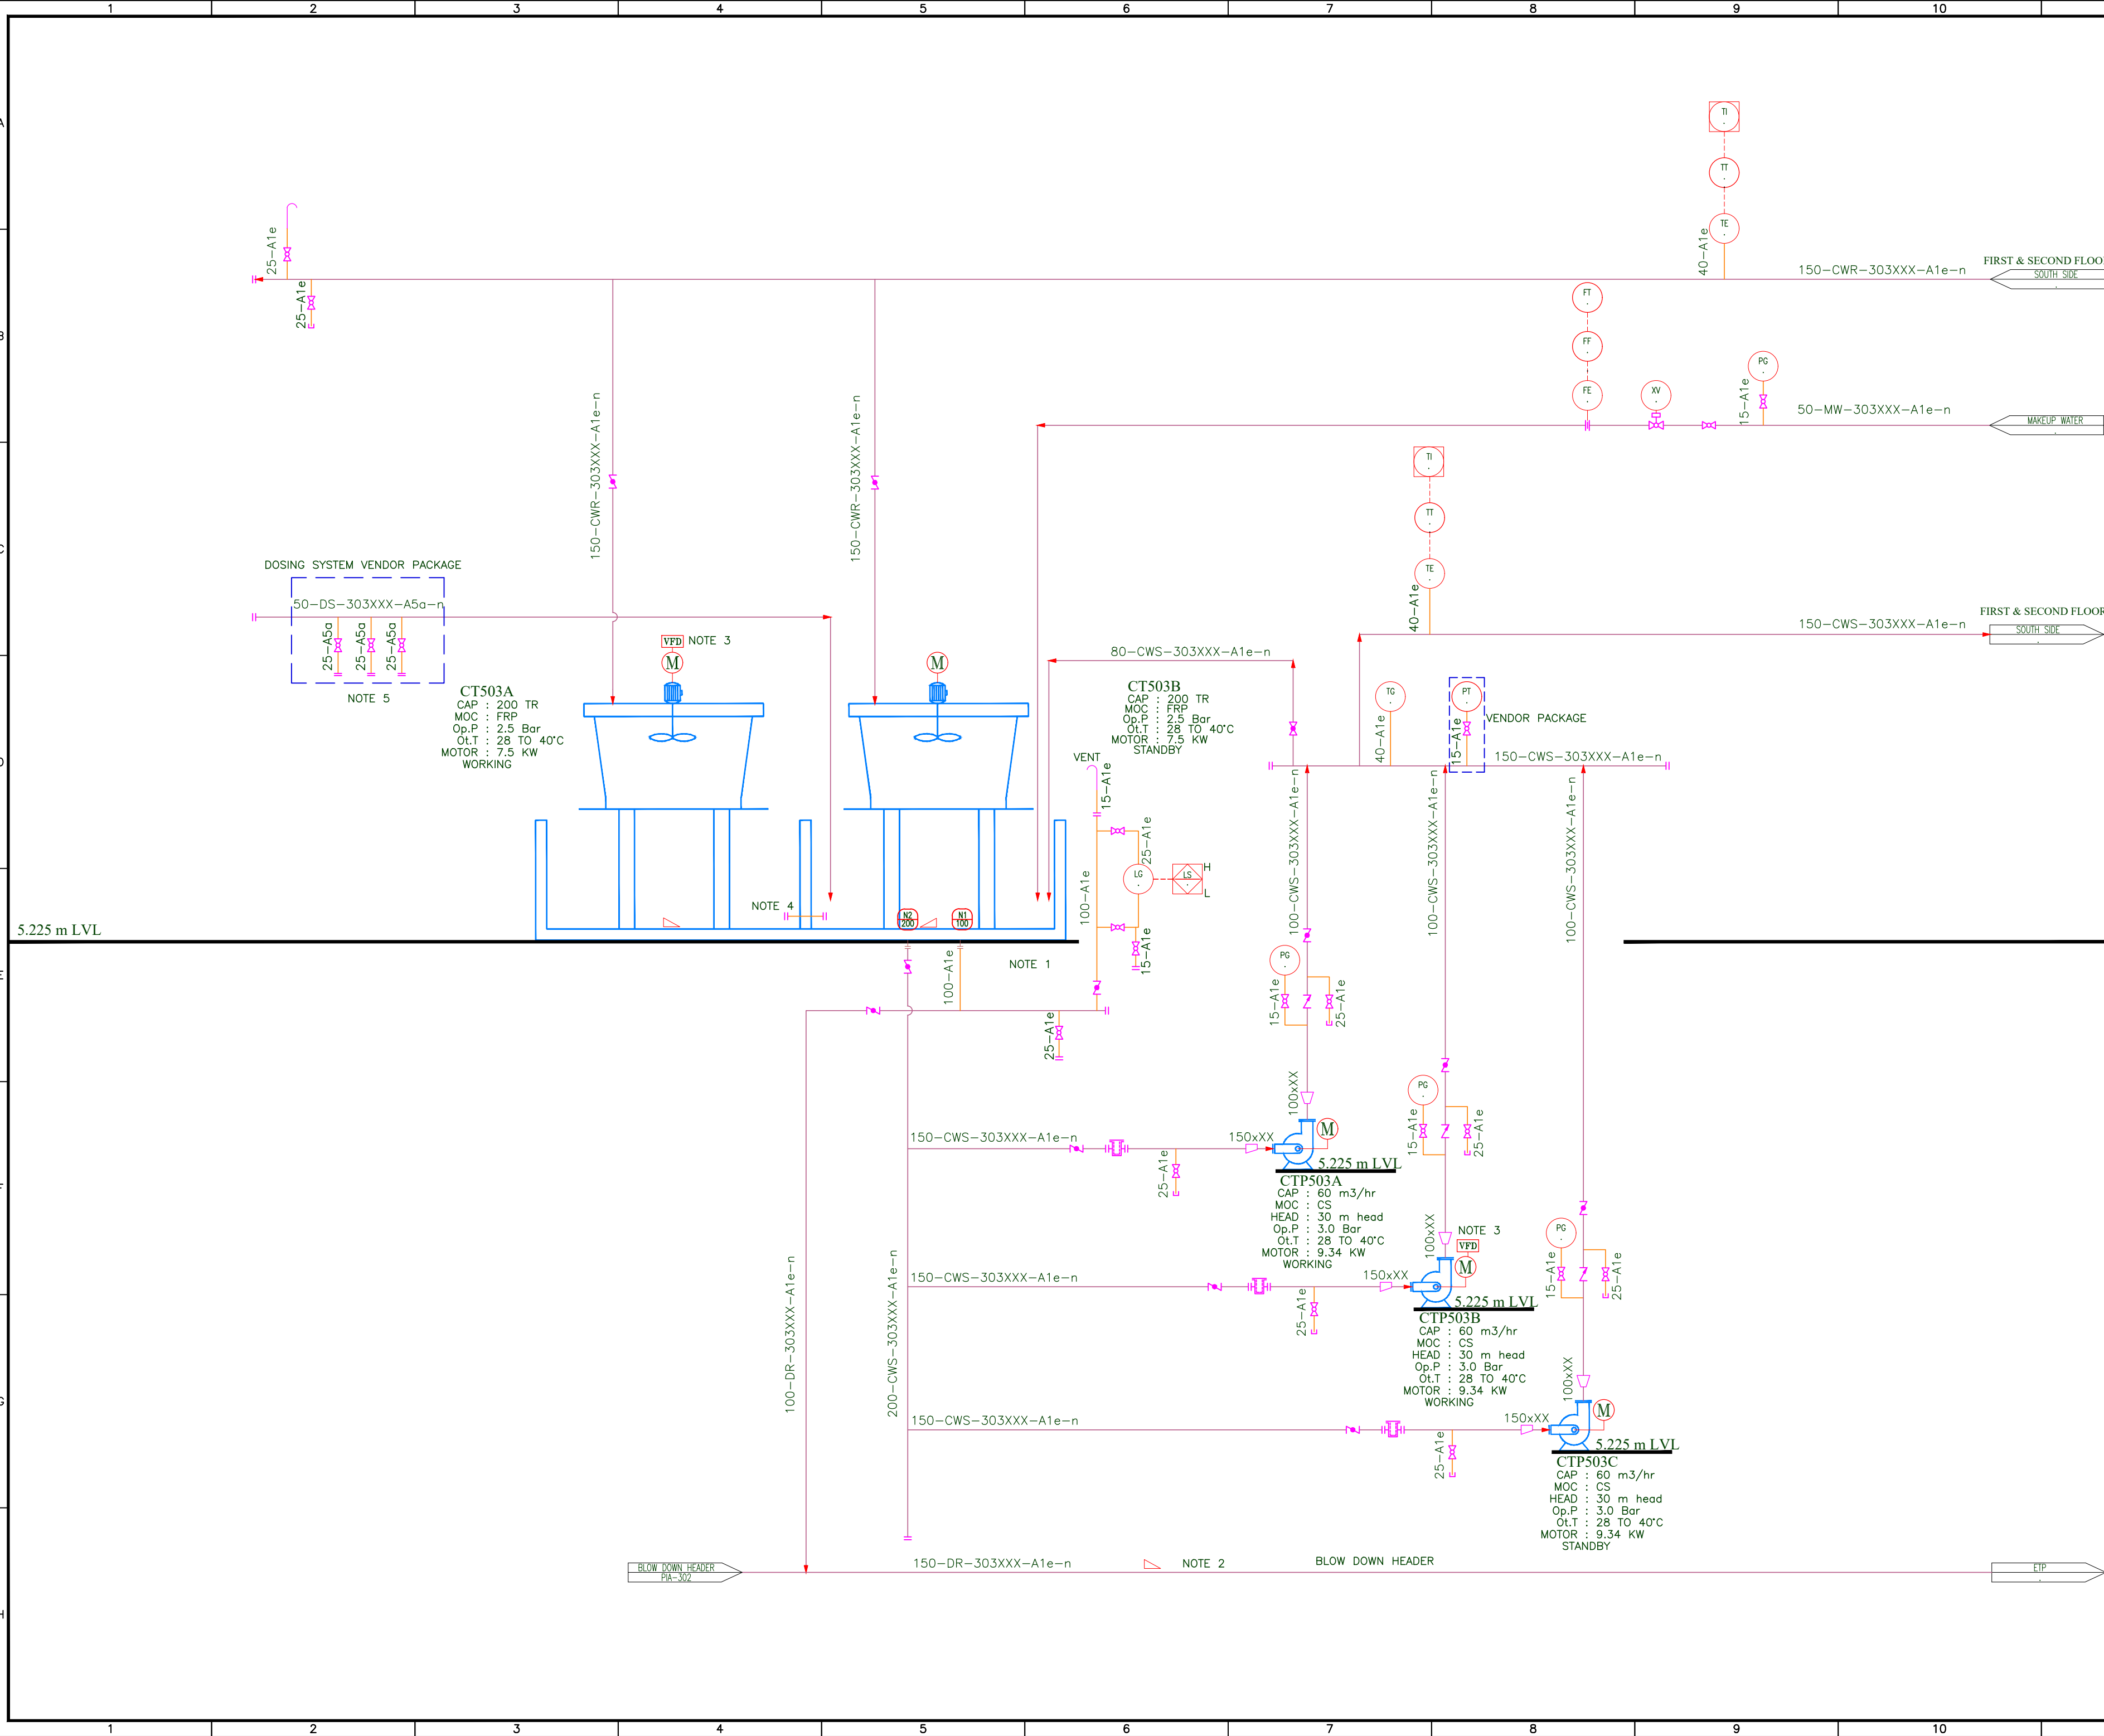 1 2 3 4 5 6 7 8 9 10
A
TI
TT
TE
40-A1e
25-A1e
FIRST & SECOND FLOOR
150-CWR-303XXX-A1e-n
SOUTH SIDE
25-A1e
FT
B
FF
PG
FE
XV
15-A1e
50-MW-303XXX-A1e-n
MAKEUP WATER
150-CWR-303XXX-A1e-n
150-CWR-303XXX-A1e-n
TI
TT
C
DOSING SYSTEM VENDOR PACKAGE
TE
40-A1e
50-DS-303XXX-A5a-n
FIRST & SECOND FLOOR
150-CWS-303XXX-A1e-n
SOUTH SIDE
25-A5a
25-A5a
25-A5a
VFD NOTE 3
M
M
80-CWS-303XXX-A1e-n
NOTE 5
CT503A
CAP : 200 TR
MOC : FRP
Op.P : 2.5 Bar
Ot.T : 28 TO 40°C
MOTOR : 7.5 KW
WORKING
CT503B
CAP : 200 TR
MOC : FRP
Op.P : 2.5 Bar
Ot.T : 28 TO 40°C
MOTOR : 7.5 KW
STANDBY
TG
40-A1e
PT
15-A1e
VENDOR PACKAGE
150-CWS-303XXX-A1e-n
D
VENT
15-A1e
25-A1e
100-A1e
LG
LS
H
L
15-A1e
100-CWS-303XXX-A1e-n
100-CWS-303XXX-A1e-n
100-CWS-303XXX-A1e-n
NOTE 4
N2
200
N1
100
5.225 m LVL
NOTE 1
E
100-A1e
25-A1e
PG
15-A1e
25-A1e
100xXX
PG
15-A1e
25-A1e
150-CWS-303XXX-A1e-n
150xXX
M
25-A1e
5.225 m LVL
F
CTP503A
CAP : 60 m3/hr
MOC : CS
HEAD : 30 m head
Op.P : 3.0 Bar
Ot.T : 28 TO 40°C
MOTOR : 9.34 KW
WORKING
100xXX
NOTE 3
VFD
PG
15-A1e
25-A1e
100-DR-303XXX-A1e-n
200-CWS-303XXX-A1e-n
150-CWS-303XXX-A1e-n
150xXX
M
25-A1e
5.225 m LVL
CTP503B
CAP : 60 m3/hr
MOC : CS
HEAD : 30 m head
Op.P : 3.0 Bar
Ot.T : 28 TO 40°C
MOTOR : 9.34 KW
WORKING
G
100xXX
150-CWS-303XXX-A1e-n
150xXX
M
25-A1e
5.225 m LVL
CTP503C
CAP : 60 m3/hr
MOC : CS
HEAD : 30 m head
Op.P : 3.0 Bar
Ot.T : 28 TO 40°C
MOTOR : 9.34 KW
STANDBY
BLOW DOWN HEADER
PIA-302
150-DR-303XXX-A1e-n
NOTE 2
BLOW DOWN HEADER
ETP
H
1 2 3 4 5 6 7 8 9 10